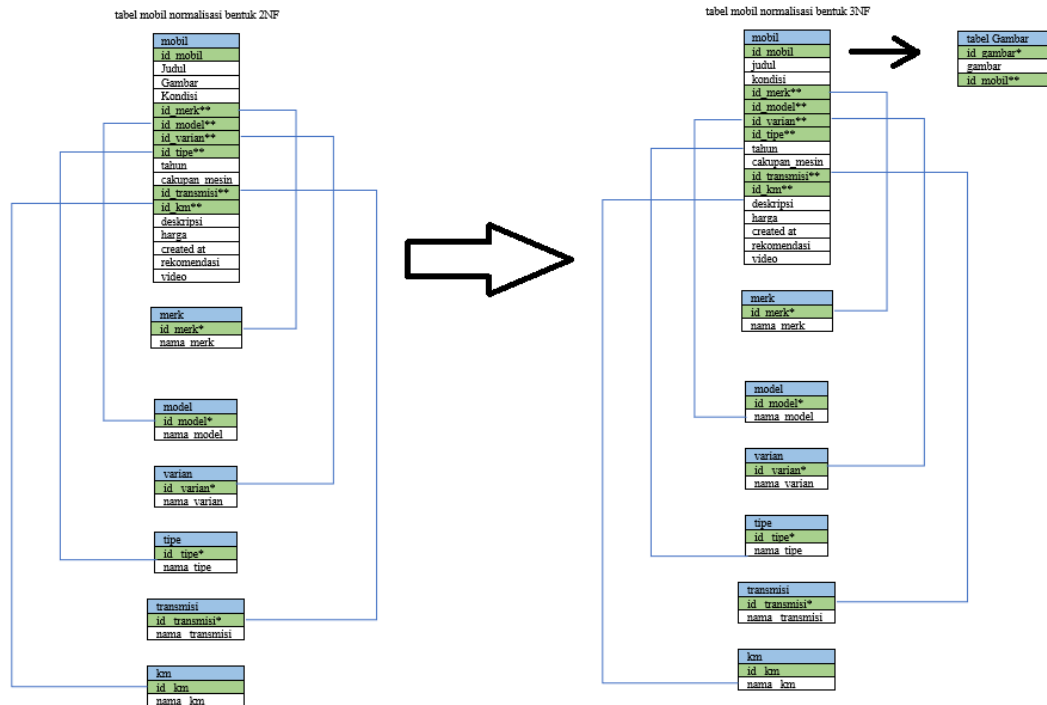 tabel mobil normalisasi bentuk 2NF
mobil
id_mobil
Judul
Gambar
Kondisi
id_merk**
id_model**
id_varian**
id_tipe**
tahun
cakupan_mesin
id_transmisi**
id_km**
deskripsi
harga
created at
rekomendasi
video
merk
id_merk*
nama_merk
model
id_model*
nama_model
varian
id_varian*
nama_varian
tipe
id_tipe*
nama_tipe
transmisi
id_transmisi*
nama_transmisi
km
id_km
nama_km
tabel mobil normalisasi bentuk 3NF
mobil
id_mobil
judul
kondisi
id_merk**
id_model**
id_varian**
id_tipe**
tahun
cakupan_mesin
id_transmisi**
id_km**
deskripsi
harga
created at
rekomendasi
video
merk
id_merk*
nama_merk
model
id_model*
nama_model
varian
id_varian*
nama_varian
tipe
id_tipe*
nama_tipe
transmisi
id_transmisi*
nama_transmisi
km
id_km
nama_km
tabel Gambar
id_gambar*
gambar
id_mobil**